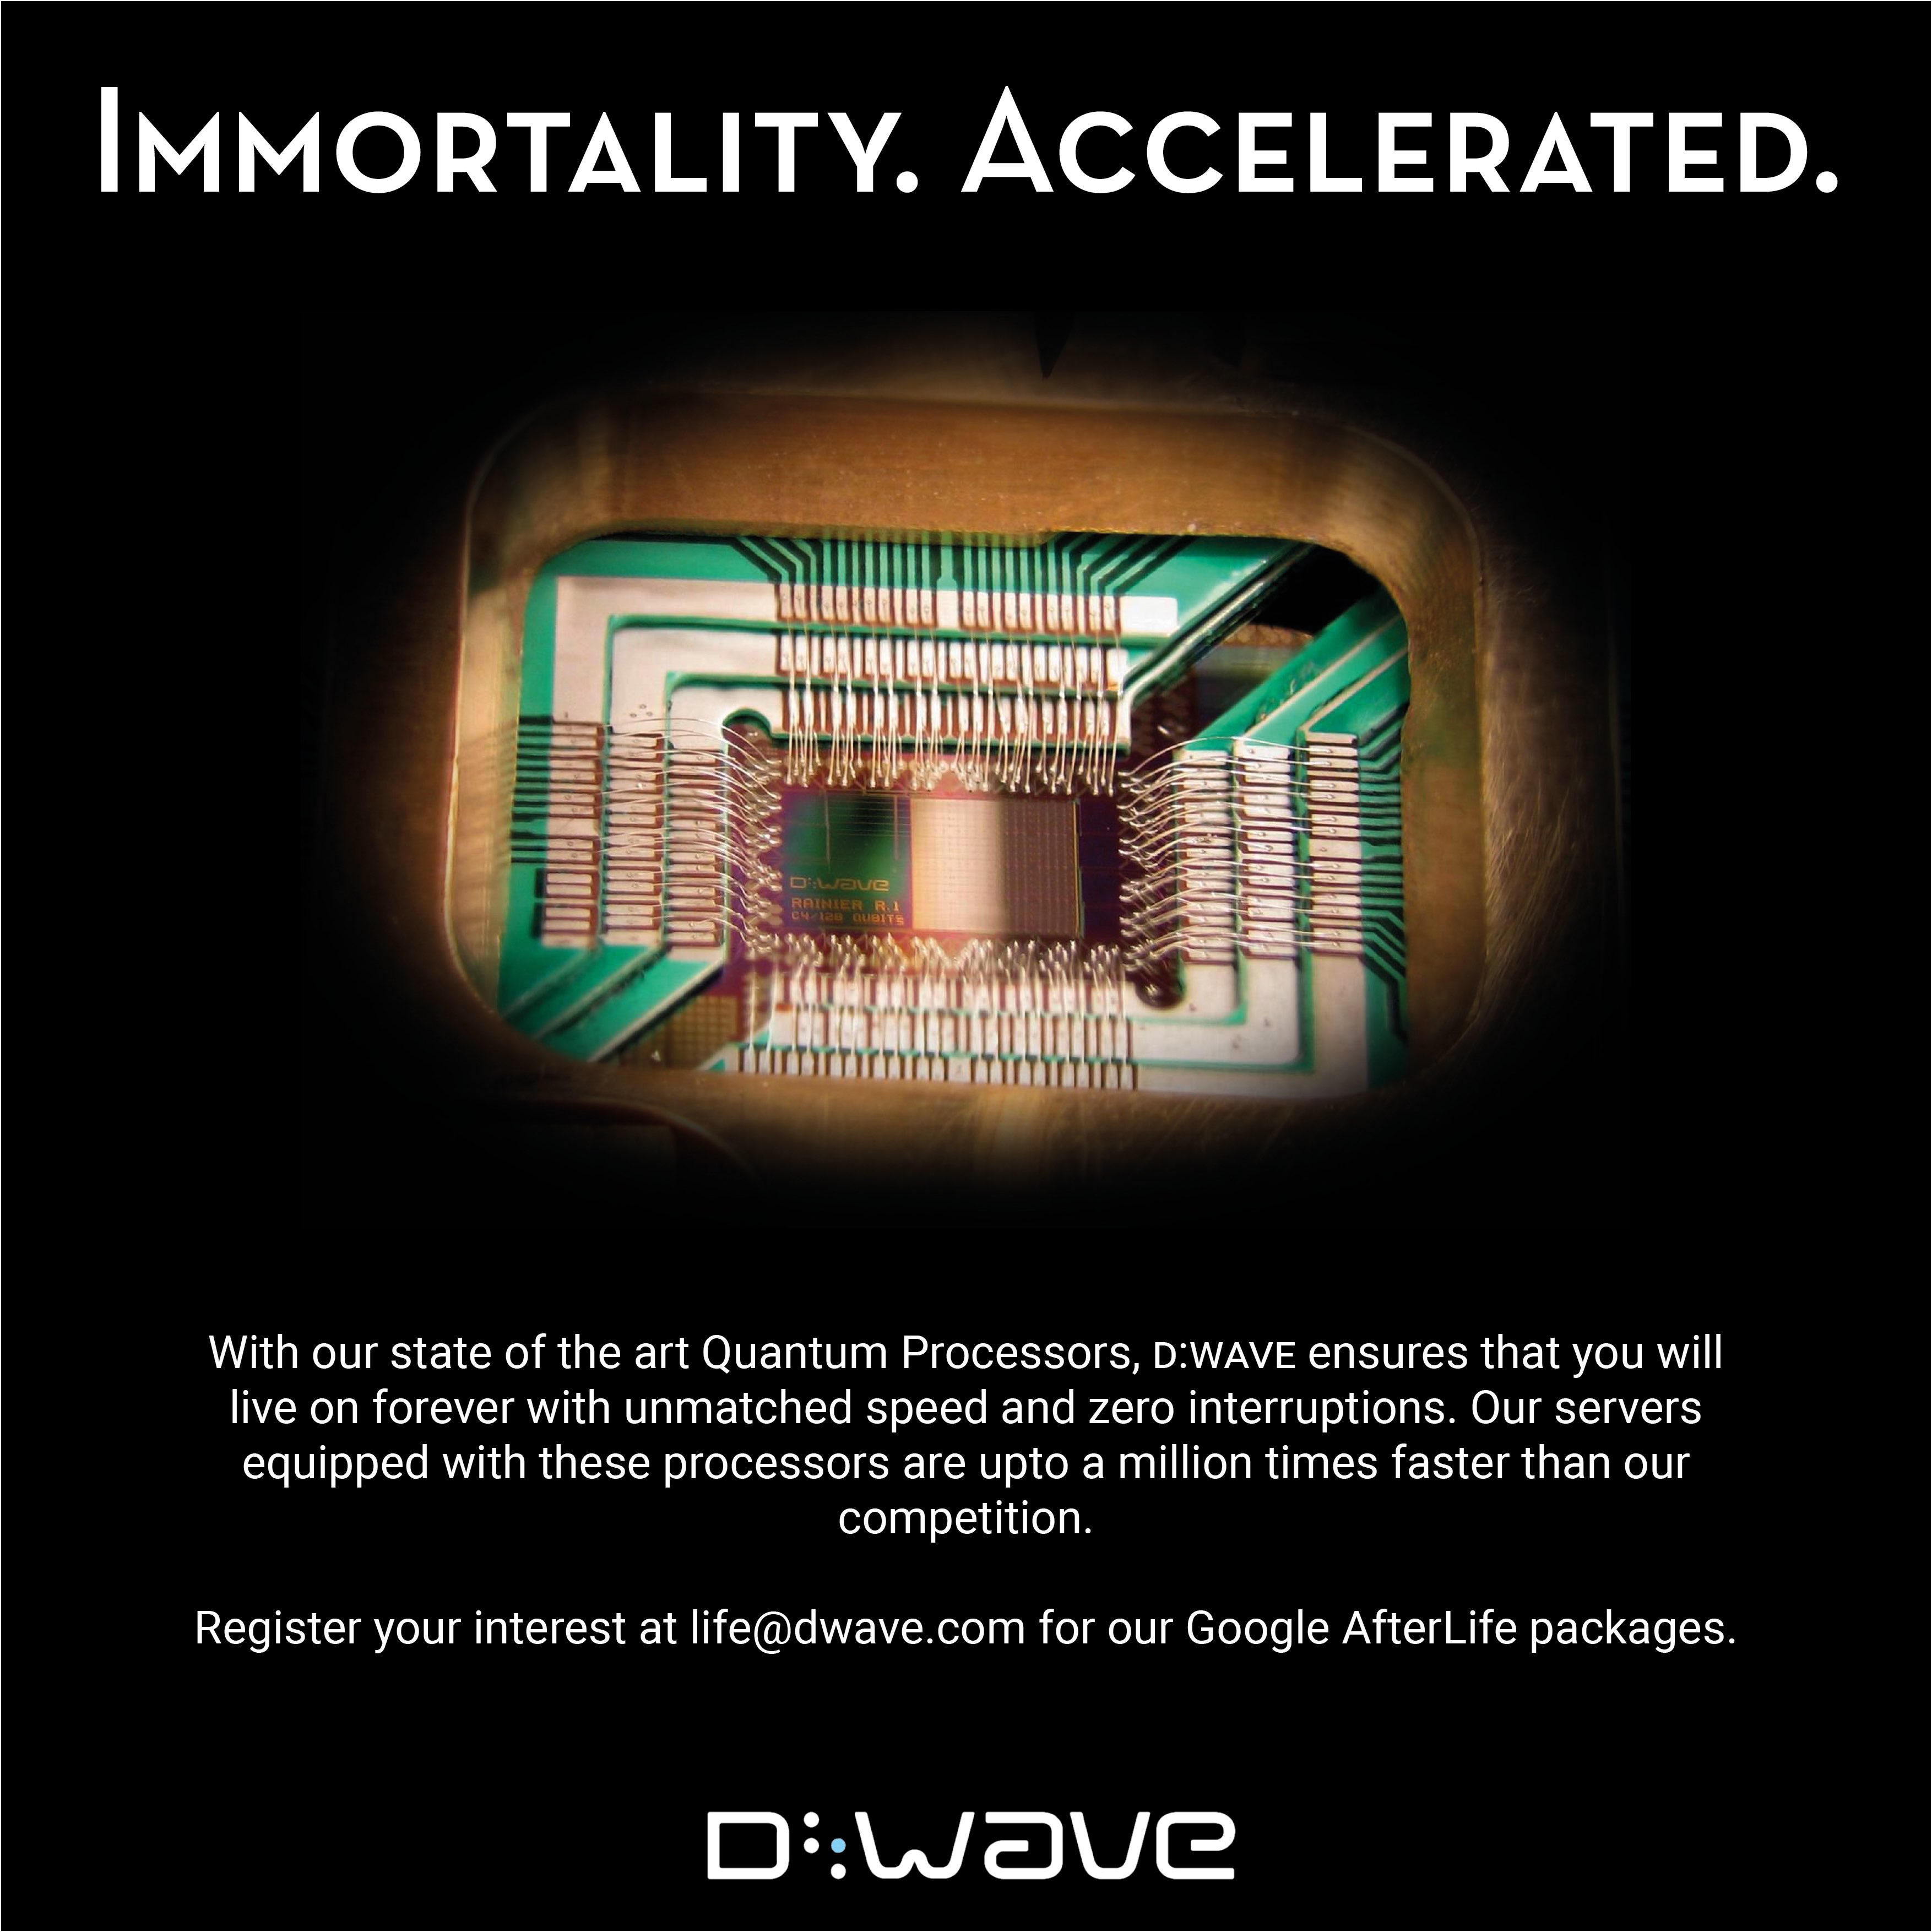 IMMORTALITY. ACCELERATED.
D:WAVE
RAINIER R.1
C4/128 QUBITS
With our state of the art Quantum Processors, D:WAVE ensures that you will
live on forever with unmatched speed and zero interruptions. Our servers
equipped with these processors are upto a million times faster than our
competition.
Register your interest at life@dwave.com for our Google AfterLife packages.
D:WAVE